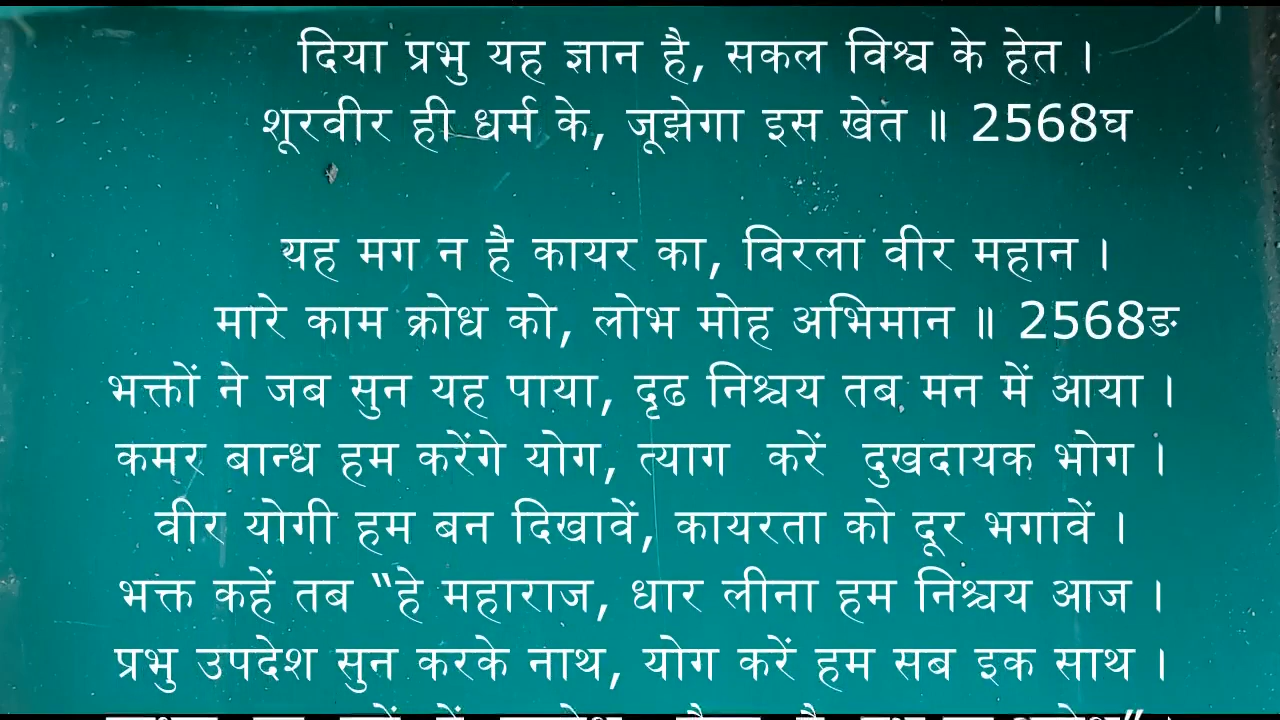 दिया प्रभु यह ज्ञान है, सकल विश्व के हेत ।
शूरवीर ही धर्म के, जूझेगा इस खेत ॥ 2568घ
यह मग न है कायर का, विरला वीर महान ।
मारे काम क्रोध को, लोभ मोह अभिमान ॥ 2568ङ
भक्तों ने जब सुन यह पाया, दृढ निश्चय तब मन में आया ।
कमर बान्ध हम करेंगे योग, त्याग करें दुखदायक भोग ।
वीर योगी हम बन दिखावें, कायरता को दूर भगावें ।
भक्त कहें तब “हे महाराज, धार लीना हम निश्चय आज ।
प्रभु उपदेश सुन करके नाथ, योग करें हम सब इक साथ ।